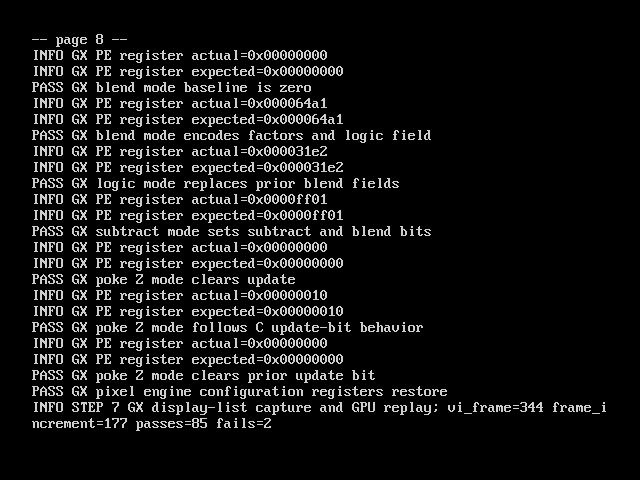 -- page 8 --
INFO GX PE register actual=0x00000000
INFO GX PE register expected=0x00000000
PASS GX blend mode baseline is zero
INFO GX PE register actual=0x000064a1
INFO GX PE register expected=0x000064a1
PASS GX blend mode encodes factors and logic field
INFO GX PE register actual=0x000031e2
INFO GX PE register expected=0x000031e2
PASS GX logic mode replaces prior blend fields
INFO GX PE register actual=0x0000ff01
INFO GX PE register expected=0x0000ff01
PASS GX subtract mode sets subtract and blend bits
INFO GX PE register actual=0x00000000
INFO GX PE register expected=0x00000000
PASS GX poke Z mode clears update
INFO GX PE register actual=0x00000010
INFO GX PE register expected=0x00000010
PASS GX poke Z mode follows C update-bit behavior
INFO GX PE register actual=0x00000000
INFO GX PE register expected=0x00000000
PASS GX poke Z mode clears prior update bit
PASS GX pixel engine configuration registers restore
INFO STEP 7 GX display-list capture and GPU replay; vi_frame=344 frame_i
ncrement=177 passes=85 fails=2